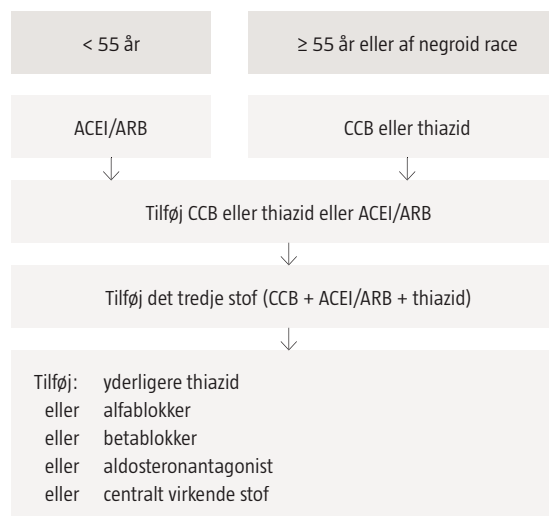 < 55 år
≥ 55 år eller af negroid race
ACEI/ARB
CCB eller thiazid
Tilføj CCB eller thiazid eller ACEI/ARB
Tilføj det tredje stof (CCB + ACEI/ARB + thiazid)
Tilføj: yderligere thiazid
eller alfablokker
eller betablokker
eller aldosteronantagonist
eller centralt virkende stof